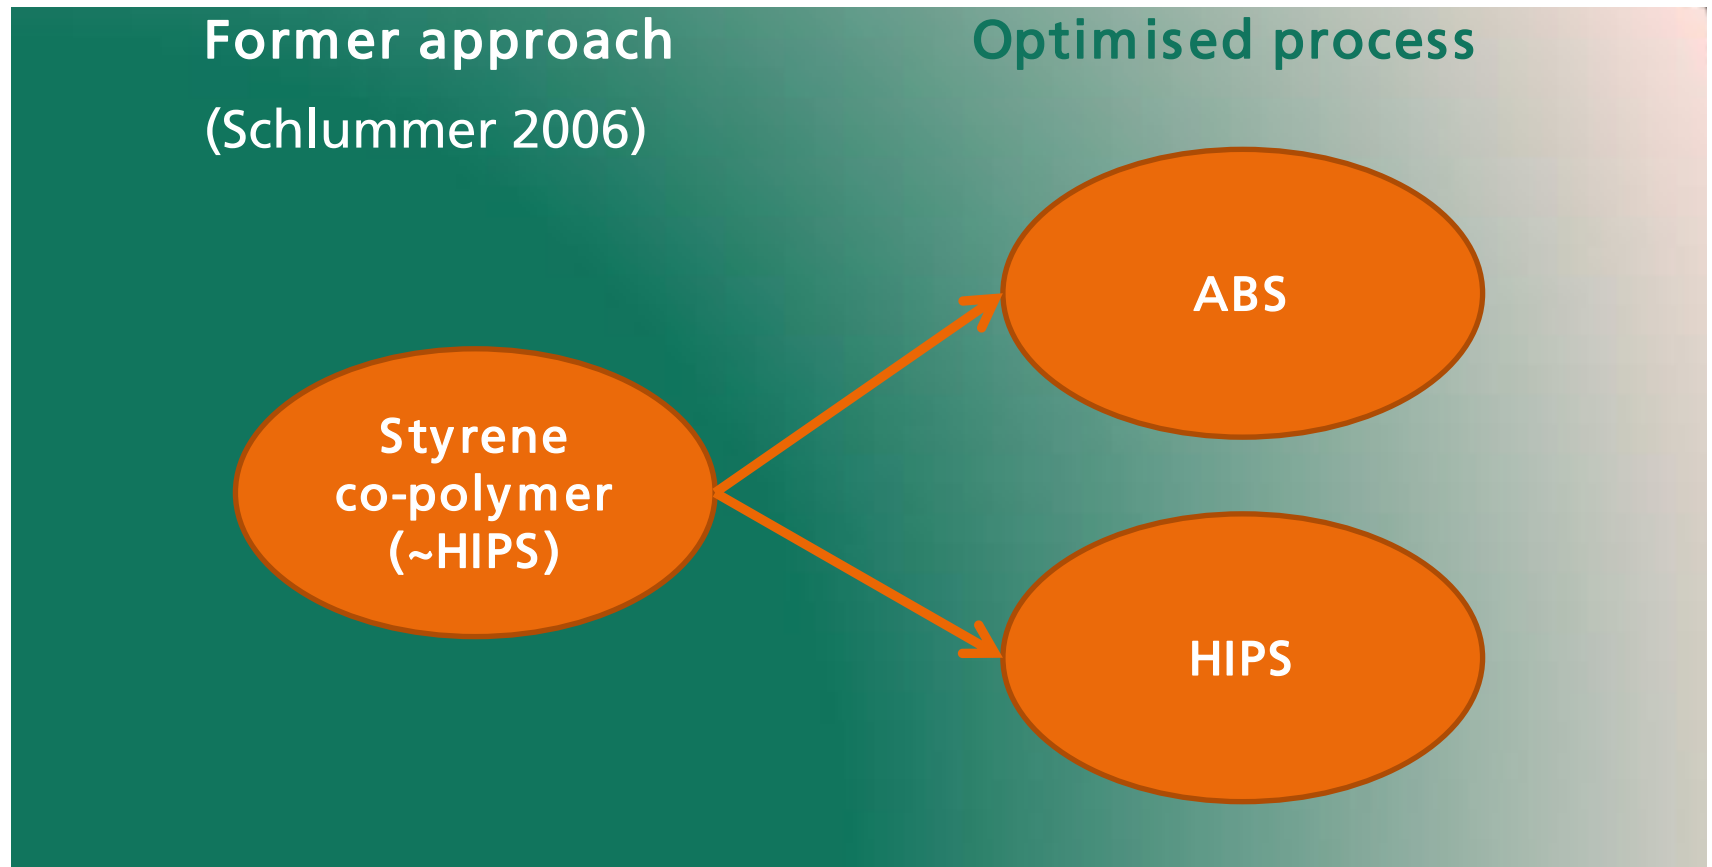 Former approach
(Schlummer 2006)
Optimised process
Styrene
co-polymer
(~HIPS)
ABS
HIPS